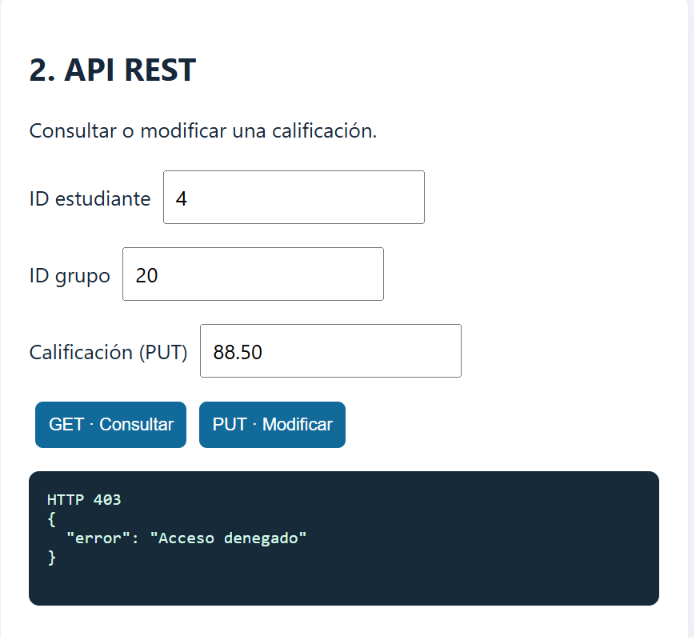 2. API REST
Consultar o modificar una calificación.
ID estudiante 4
ID grupo 20
Calificación (PUT) 88.50
GET · Consultar PUT · Modificar
HTTP 403
{
  "error": "Acceso denegado"
}